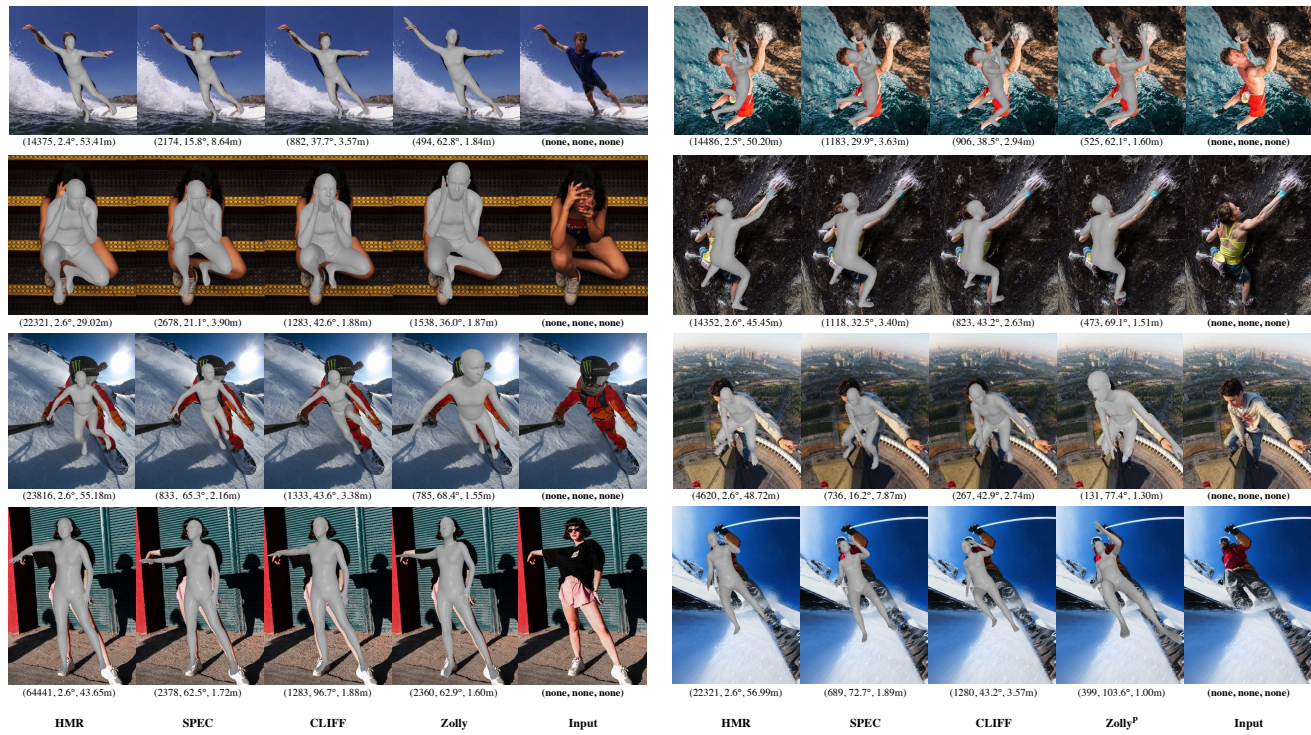 (14375, 2.4°, 53.41m) (2174, 15.8°, 8.64m) (882, 37.7°, 3.57m) (494, 62.8°, 1.84m) (none, none, none) (14486, 2.5°, 50.20m) (1183, 29.9°, 3.63m) (906, 38.5°, 2.94m) (525, 62.1°, 1.60m) (none, none, none)
(22321, 2.6°, 29.02m) (2678, 21.1°, 3.90m) (1283, 42.6°, 1.88m) (1538, 36.0°, 1.87m) (none, none, none) (14352, 2.6°, 45.45m) (1118, 32.5°, 3.40m) (823, 43.2°, 2.63m) (473, 69.1°, 1.51m) (none, none, none)
(23816, 2.6°, 55.18m) (833, 65.3°, 2.16m) (1333, 43.6°, 3.38m) (785, 68.4°, 1.55m) (none, none, none) (4620, 2.6°, 48.72m) (736, 16.2°, 7.87m) (267, 42.9°, 2.74m) (131, 77.4°, 1.30m) (none, none, none)
(64441, 2.6°, 43.65m) (2378, 62.5°, 1.72m) (1283, 96.7°, 1.88m) (2360, 62.9°, 1.60m) (none, none, none) (22321, 2.6°, 56.99m) (689, 72.7°, 1.89m) (1280, 43.2°, 3.57m) (399, 103.6°, 1.00m) (none, none, none)
HMR SPEC CLIFF Zolly Input HMR SPEC CLIFF Zollyᴾ Input